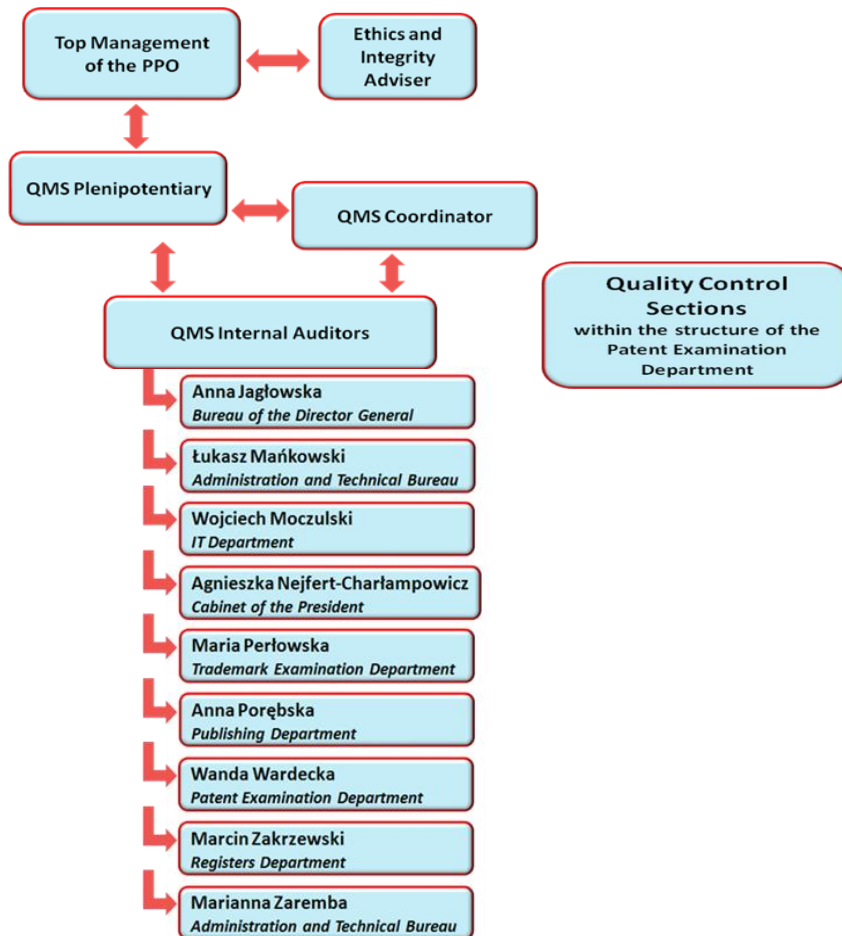 Top Management
of the PPO
Ethics and
Integrity
Adviser
QMS Plenipotentiary
QMS Coordinator
QMS Internal Auditors
Quality Control
Sections
within the structure of the
Patent Examination
Department
Anna Jagłowska
Bureau of the Director General
Łukasz Mańkowski
Administration and Technical Bureau
Wojciech Moczulski
IT Department
Agnieszka Nejfert-Charłampowicz
Cabinet of the President
Maria Perłowska
Trademark Examination Department
Anna Porębska
Publishing Department
Wanda Wardecka
Patent Examination Department
Marcin Zakrzewski
Registers Department
Marianna Zaremba
Administration and Technical Bureau